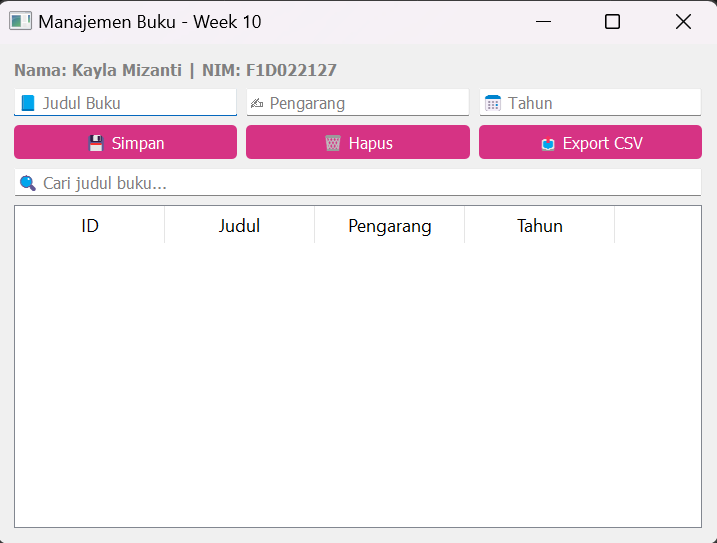 Manajemen Buku - Week 10
Nama: Kayla Mizanti | NIM: F1D022127
Judul Buku Pengarang Tahun
Simpan Hapus Export CSV
Cari judul buku...
ID Judul Pengarang Tahun